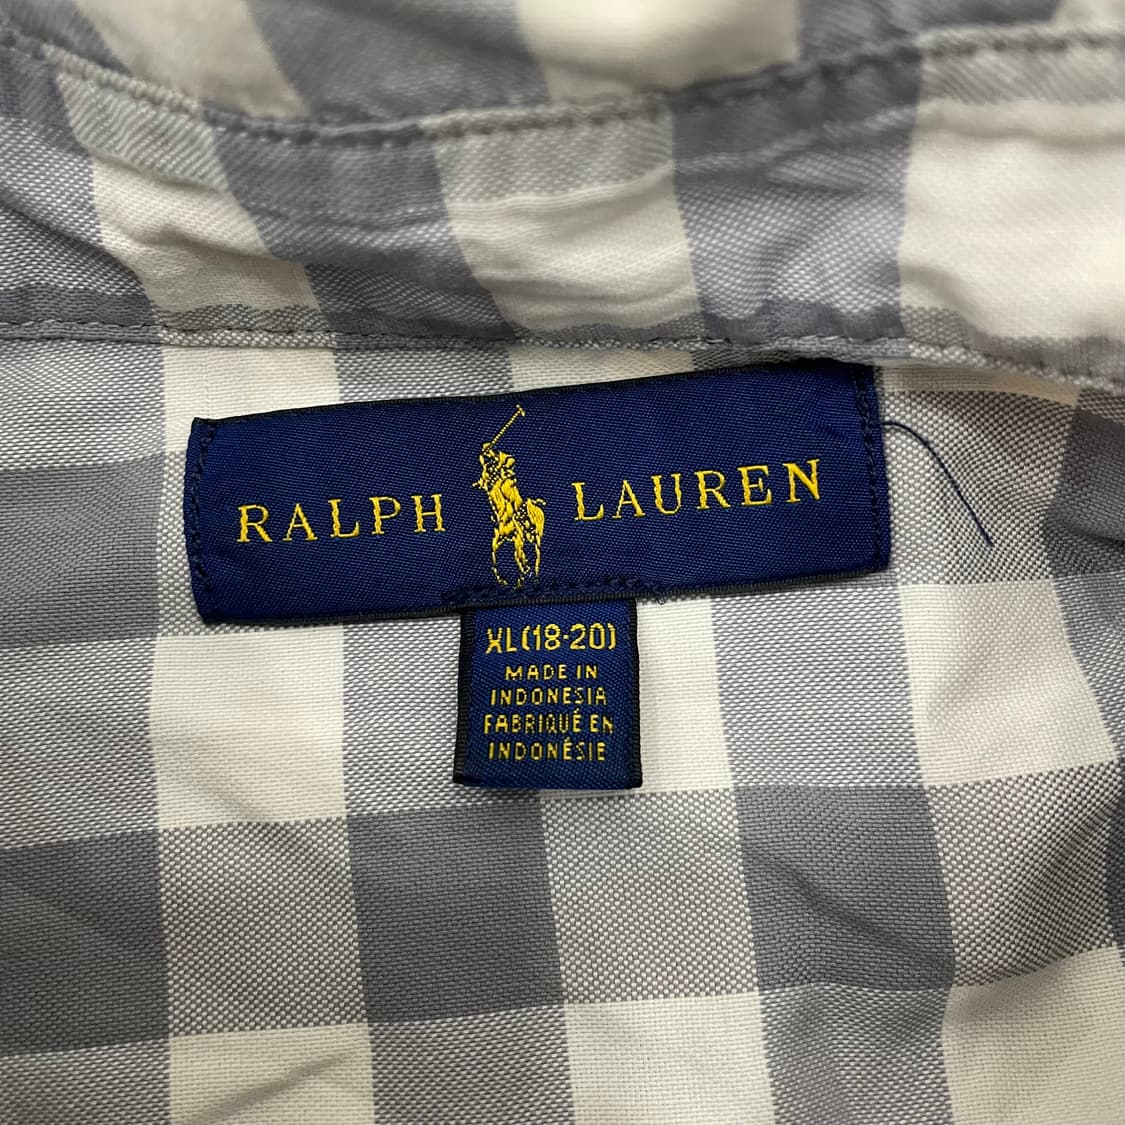 RALPH LAUREN
XL(18-20)
MADE IN
INDONESIA
FABRIQUÉ EN
INDONÉSIE